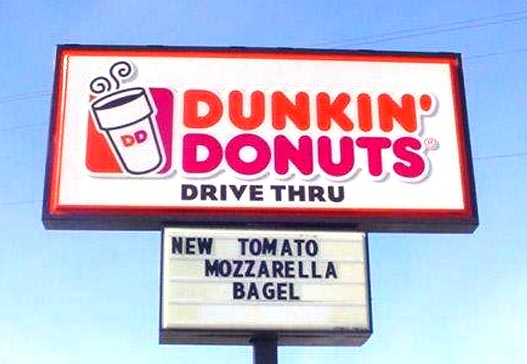 DD
DUNKIN'
DONUTS®
DRIVE THRU
NEW TOMATO
MOZZARELLA
BAGEL